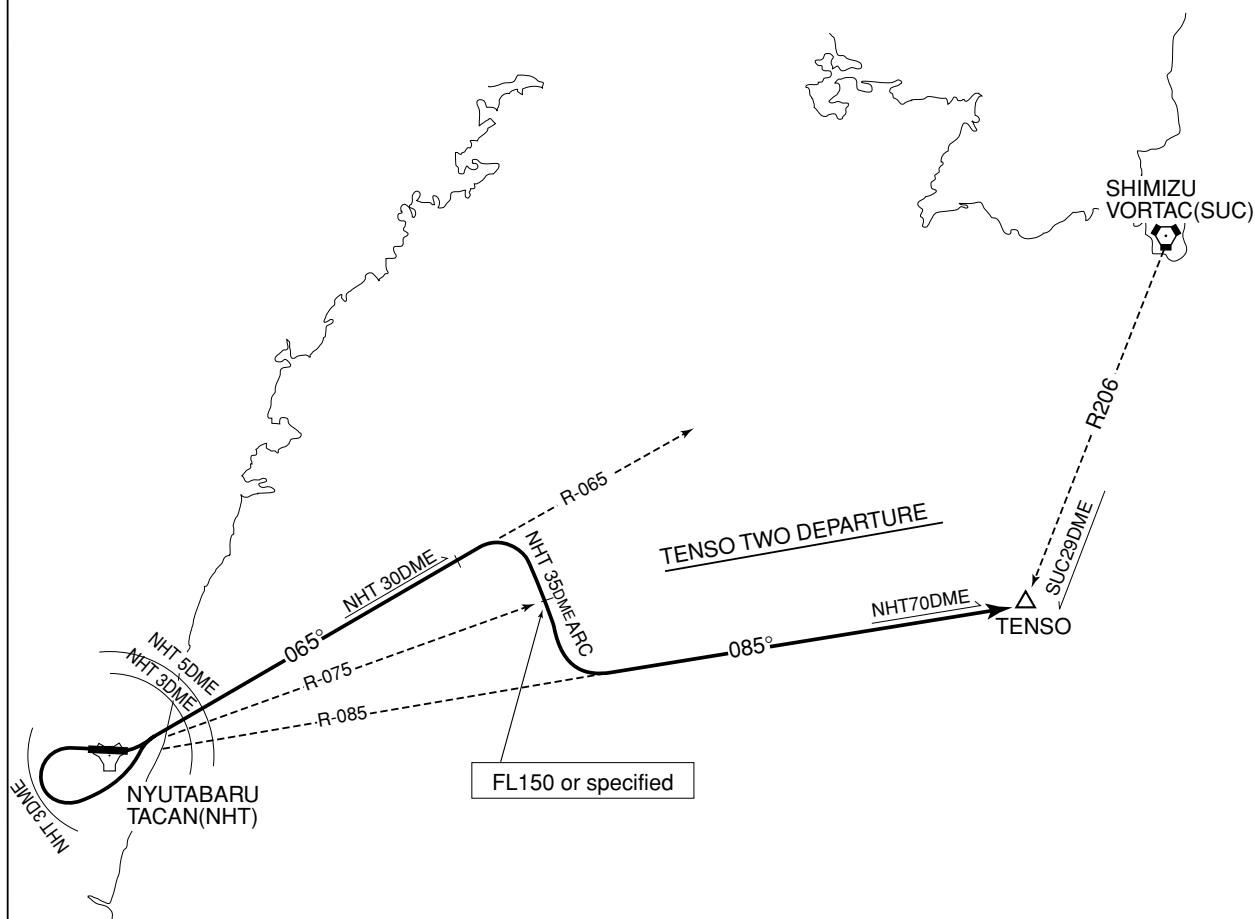 SHIMIZU
VORTAC(SUC)
R206
R-065
TENSO TWO DEPARTURE
SUC29DME
NHT 30DME
NHT 35DME ARC
NHT70DME
TENSO
065°
085°
R-075
R-085
NHT 5DME
NHT 3DME
FL150 or specified
NYUTABARU
TACAN(NHT)
NHT 3DME